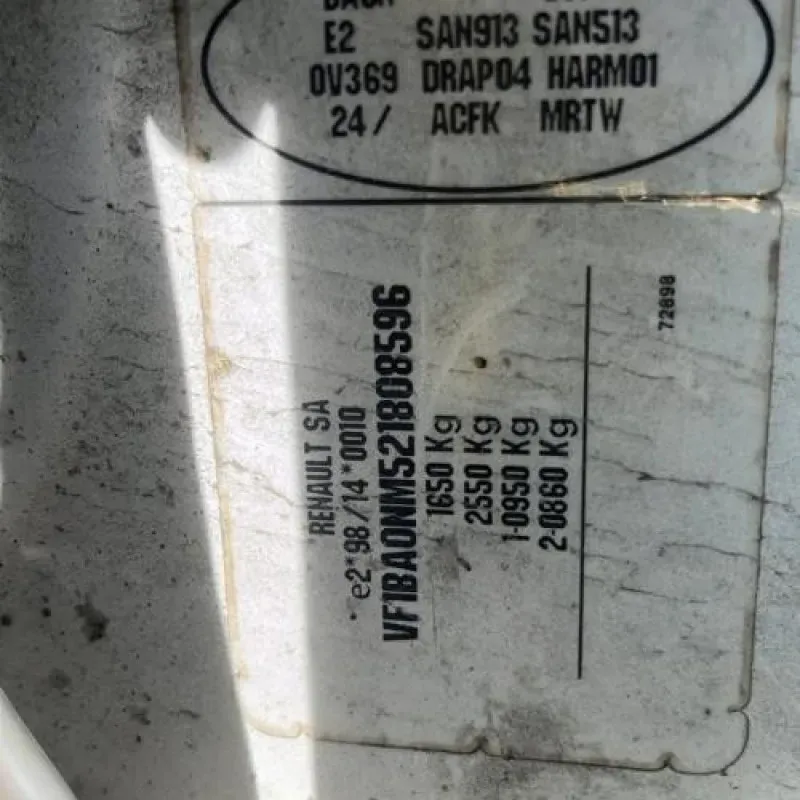 E2 SAN913 SAN513
0V369 DRAP04 HARM01
24/ ACFK MRTW
RENAULT SA
e2*98/14*0010
VF1BA0NM521808596
1650 Kg
2550 Kg
1-0950 Kg
2-0860 Kg
72898